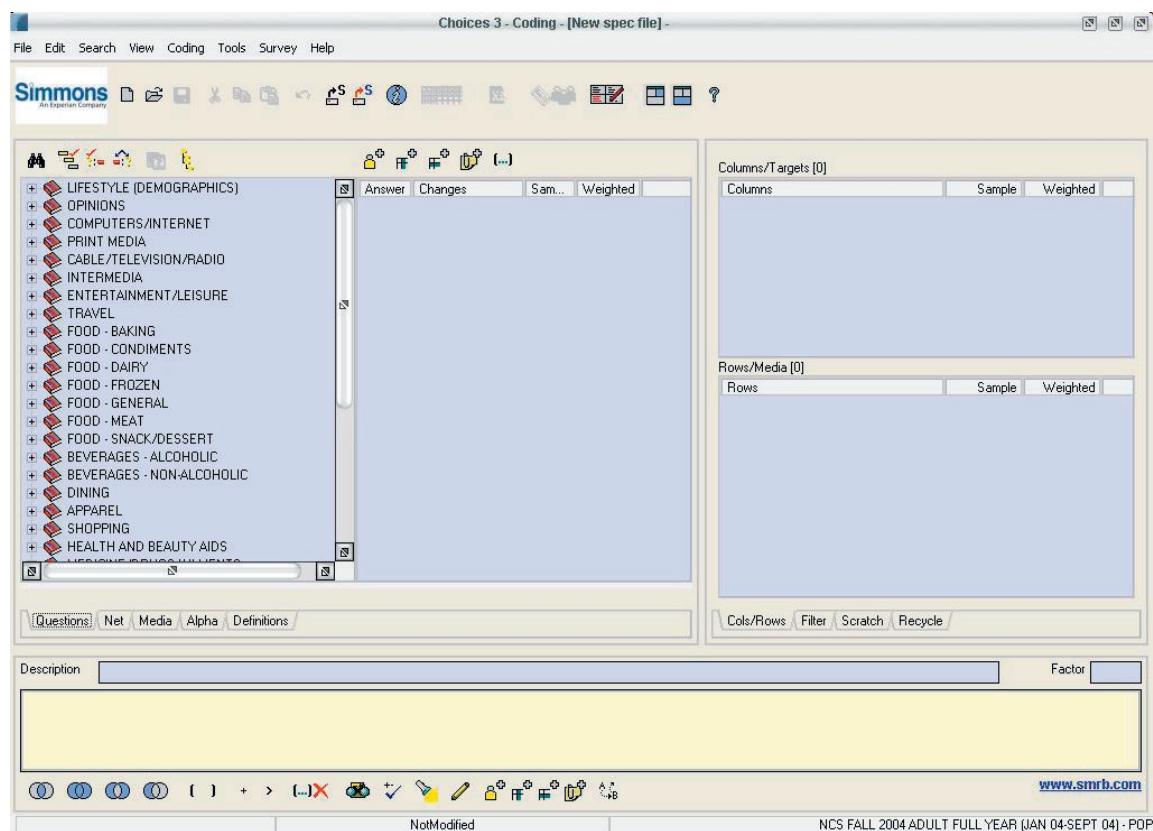 Choices 3 - Coding - [New spec file] -
File Edit Search View Coding Tools Survey Help
Simmons
An Experian Company
Answer Changes Sam... Weighted
LIFESTYLE (DEMOGRAPHICS)
OPINIONS
COMPUTERS/INTERNET
PRINT MEDIA
CABLE/TELEVISION/RADIO
INTERMEDIA
ENTERTAINMENT/LEISURE
TRAVEL
FOOD - BAKING
FOOD - CONDIMENTS
FOOD - DAIRY
FOOD - FROZEN
FOOD - GENERAL
FOOD - MEAT
FOOD - SNACK/DESSERT
BEVERAGES - ALCOHOLIC
BEVERAGES - NON-ALCOHOLIC
DINING
APPAREL
SHOPPING
HEALTH AND BEAUTY AIDS
Questions Net Media Alpha Definitions
Columns/Targets [0]
Columns Sample Weighted
Rows/Media [0]
Rows Sample Weighted
Cols/Rows Filter Scratch Recycle
Description Factor
www.smrb.com
NotModified NCS FALL 2004 ADULT FULL YEAR (JAN 04-SEPT 04) - POP